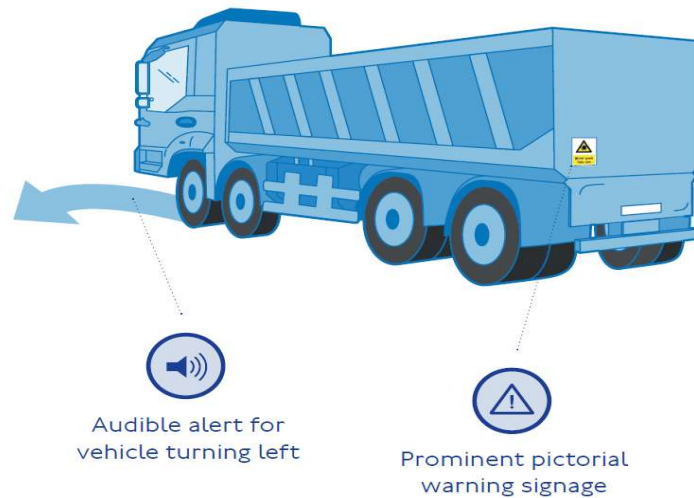 Audible alert for
vehicle turning left
Prominent pictorial
warning signage